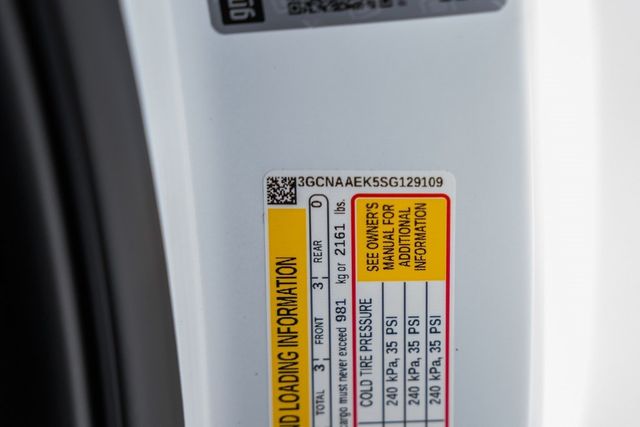 gm
3GCNAAEK5SG129109
ND LOADING INFORMATION
TOTAL 3 FRONT 3 REAR 0
cargo must never exceed 981 kg or 2161 lbs.
COLD TIRE PRESSURE
240 kPa, 35 PSI
240 kPa, 35 PSI
240 kPa, 35 PSI
SEE OWNER'S
MANUAL FOR
ADDITIONAL
INFORMATION